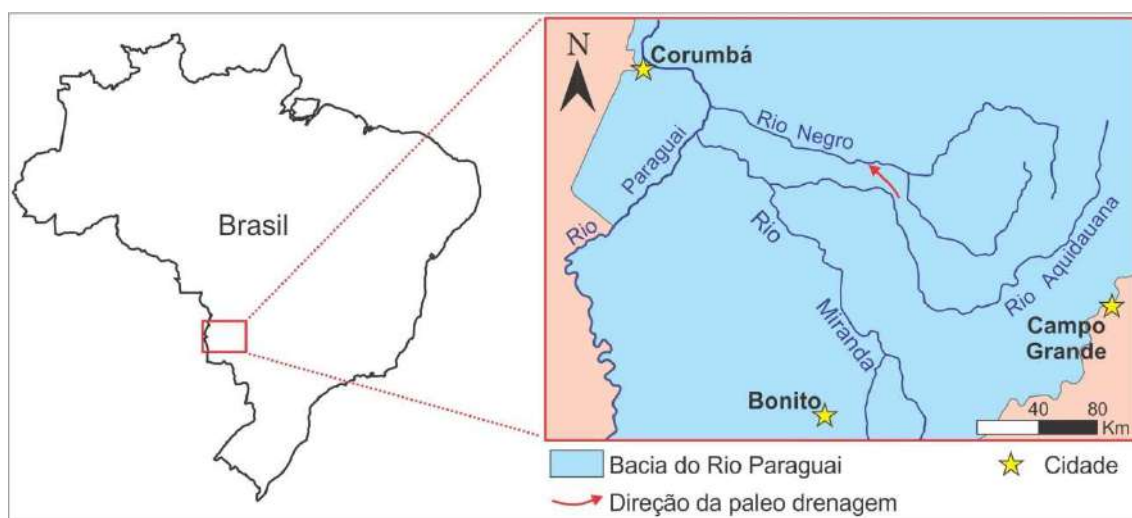 Brasil
N
Corumbá
Rio Negro
Paraguai
Rio
Rio
Miranda
Rio Aquidauana
Campo
Grande
Bonito
40 80
Km
Bacia do Rio Paraguai
Cidade
Direção da paleo drenagem